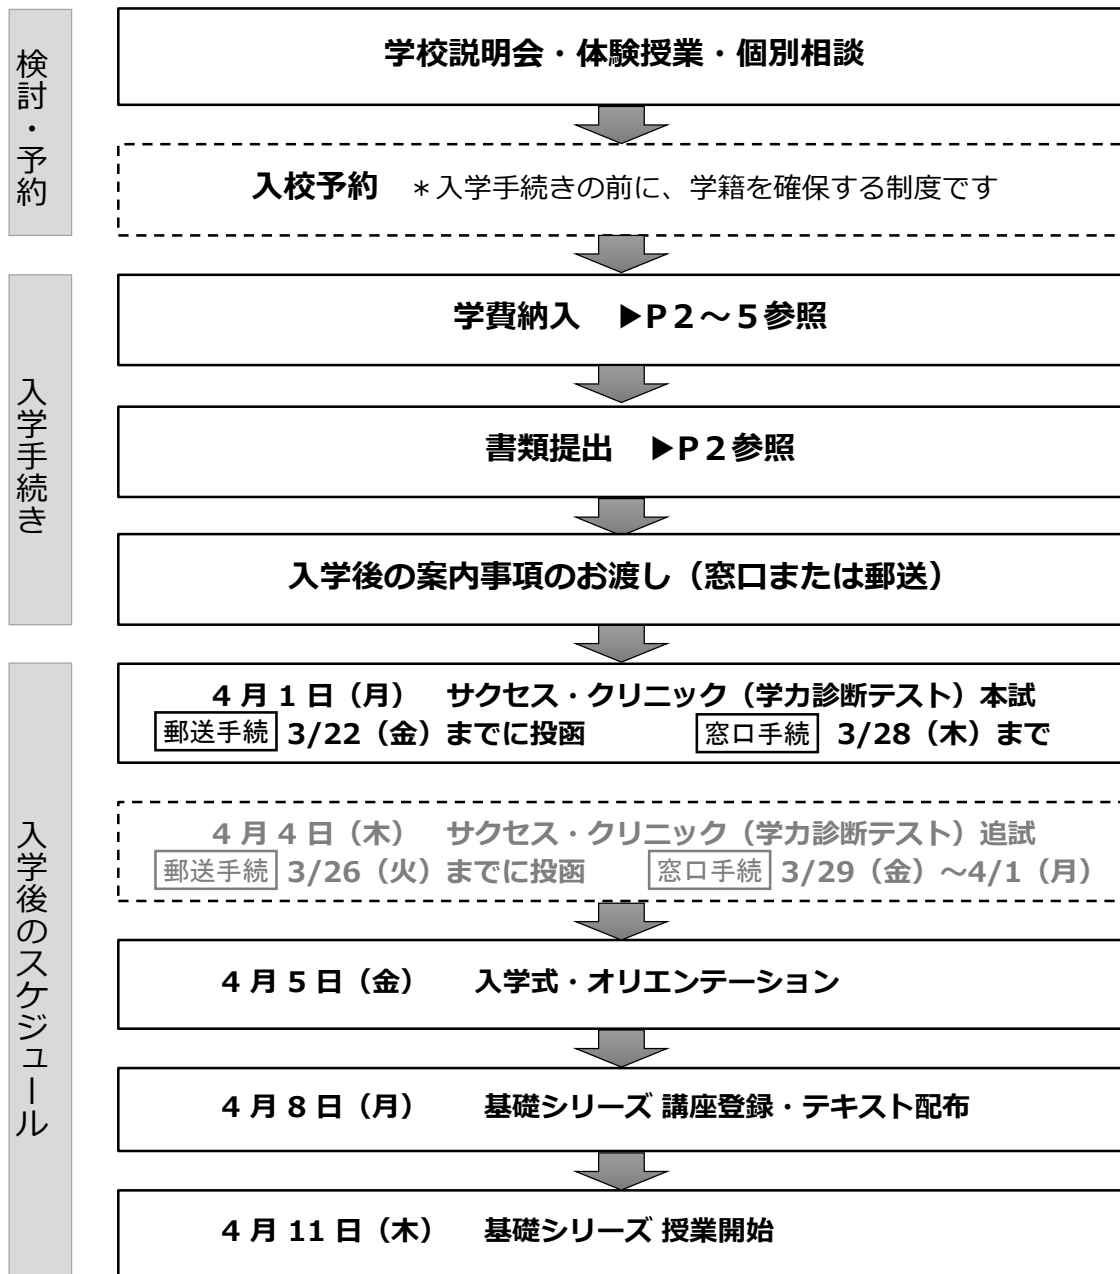 検討・予約
学校説明会・体験授業・個別相談
入校予約 ＊入学手続きの前に、学籍を確保する制度です
入学手続き
学費納入 ▶P２～５参照
書類提出 ▶P２参照
入学後の案内事項のお渡し（窓口または郵送）
入学後のスケジュール
4 月 1 日（月） サクセス・クリニック（学力診断テスト）本試
郵送手続 3/22（金）までに投函 窓口手続 3/28（木）まで
4 月 4 日（木） サクセス・クリニック（学力診断テスト）追試
郵送手続 3/26（火）までに投函 窓口手続 3/29（金）～4/1（月）
4 月 5 日（金） 入学式・オリエンテーション
4 月 8 日（月） 基礎シリーズ 講座登録・テキスト配布
4 月 11 日（木） 基礎シリーズ 授業開始